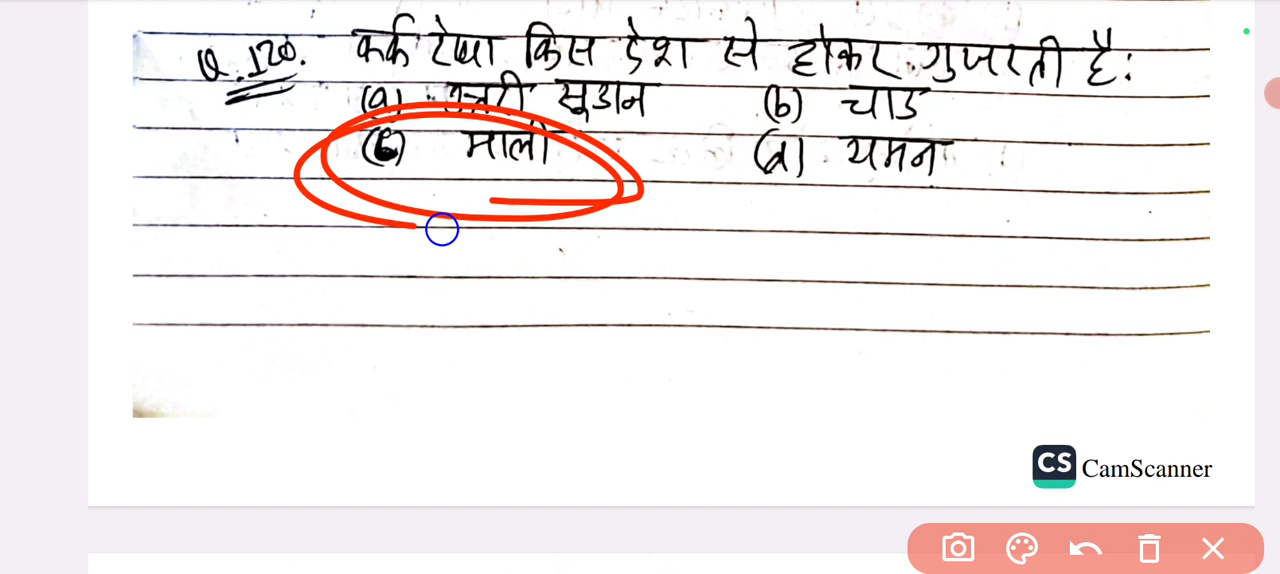 Q.120. कर्क रेखा किस देश से होकर गुजरती है:
(a) उत्तरी सूडान (b) चाड
(c) माली (d) यमन
CS CamScanner